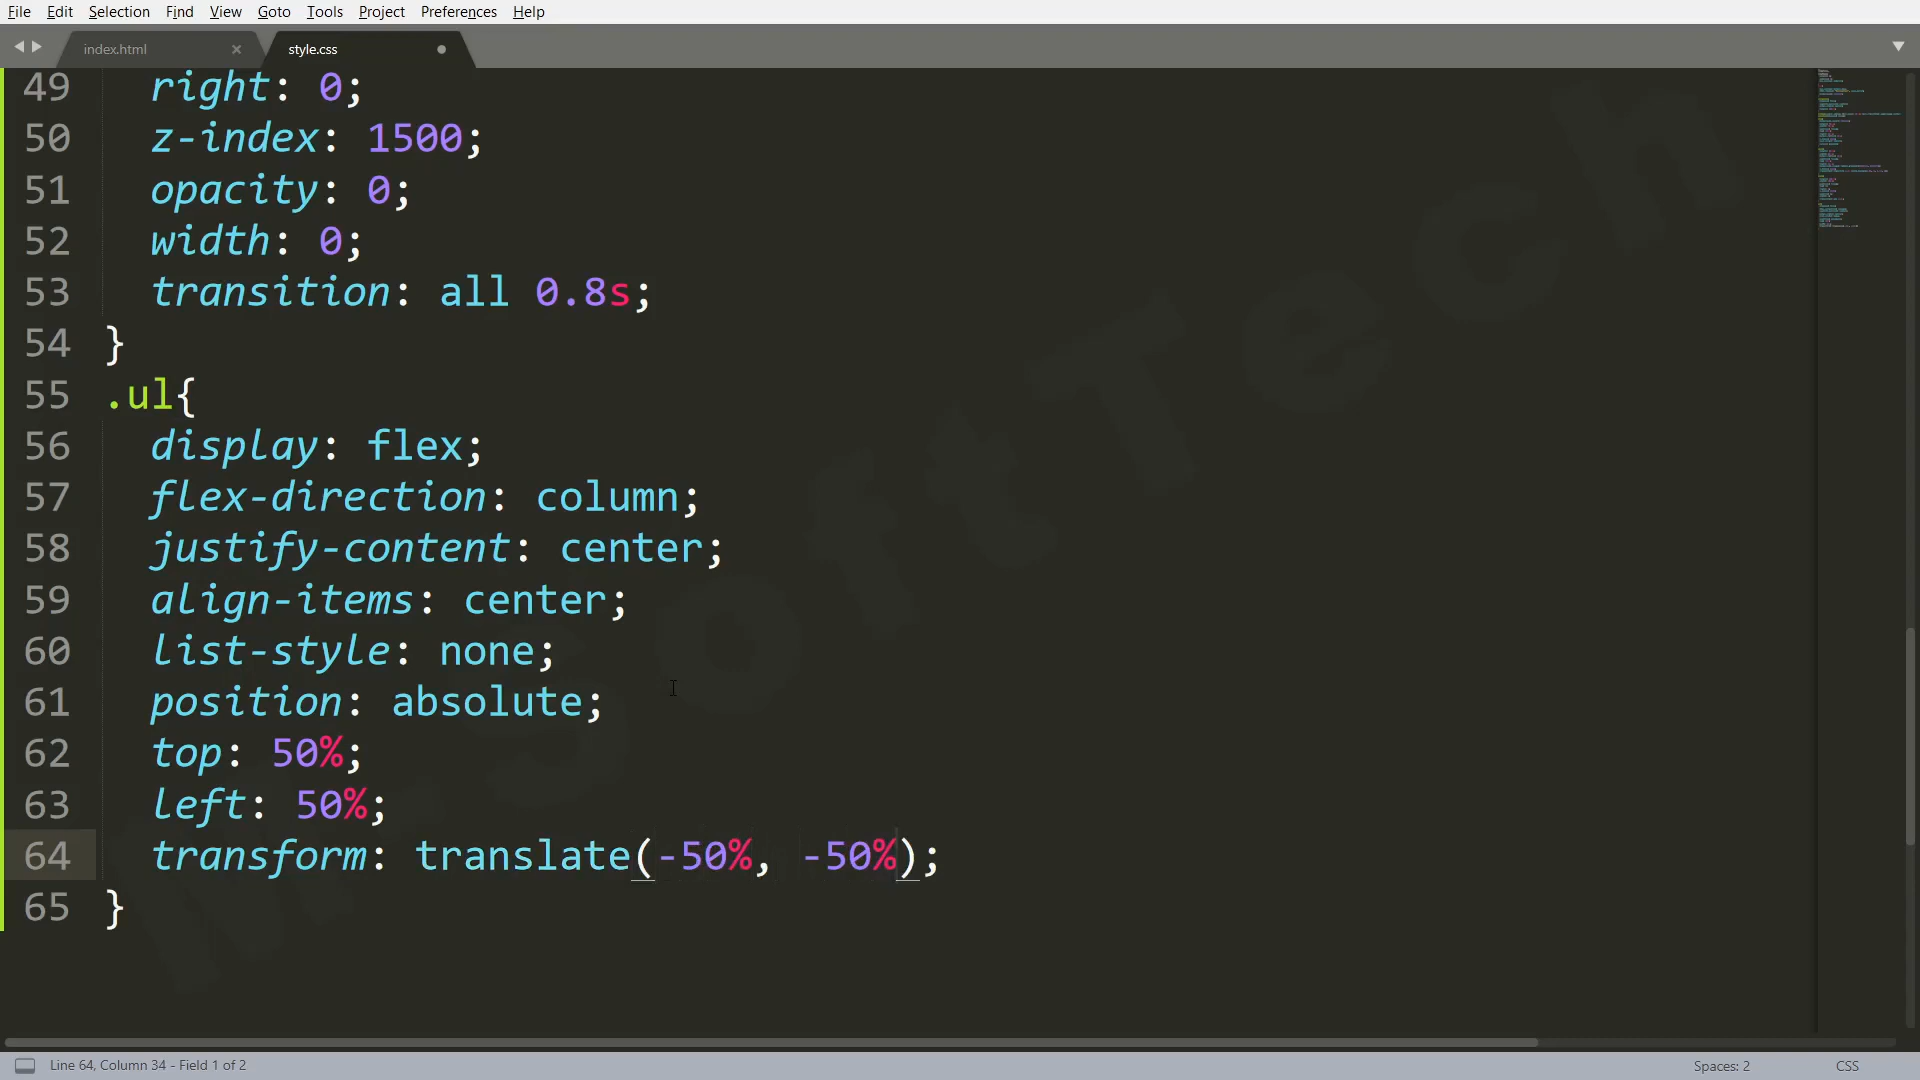 File Edit Selection Find View Goto Tools Project Preferences Help
index.html × style.css
49 right: 0;
50 z-index: 1500;
51 opacity: 0;
52 width: 0;
53 transition: all 0.8s;
54 }
55 .ul{
56 display: flex;
57 flex-direction: column;
58 justify-content: center;
59 align-items: center;
60 list-style: none;
61 position: absolute;
62 top: 50%;
63 left: 50%;
64 transform: translate(-50%, -50%);
65 }
M-SoftTech
Line 64, Column 34 - Field 1 of 2 Spaces: 2 CSS